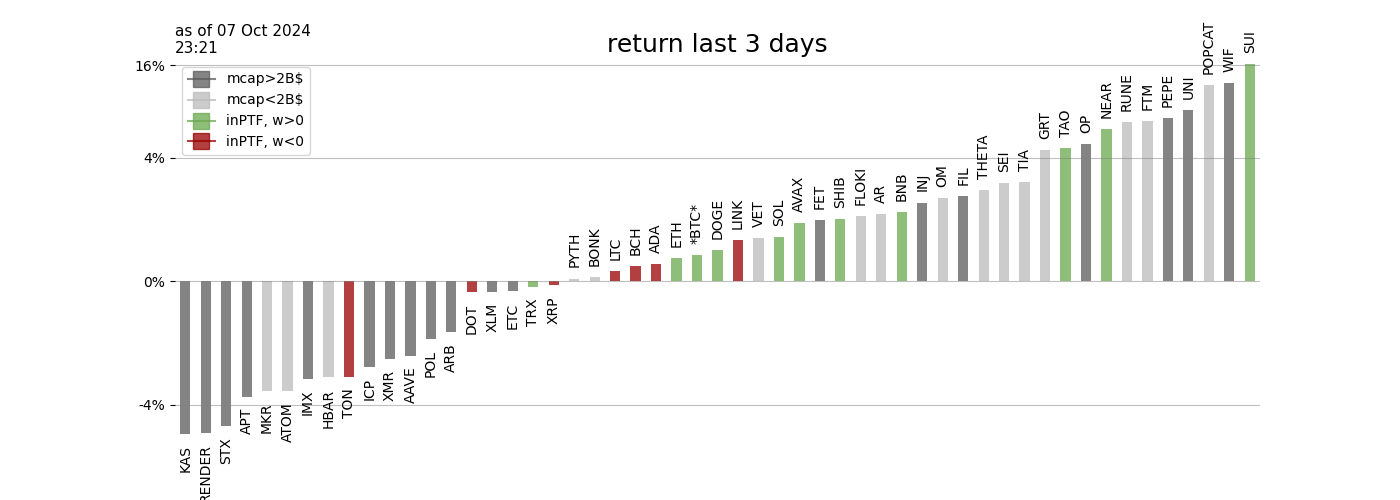 as of 07 Oct 2024
23:21
return last 3 days
16%
4%
0%
-4%
mcap>2B$
mcap<2B$
inPTF, w>0
inPTF, w<0
KAS
RENDER
STX
APT
MKR
ATOM
IMX
HBAR
TON
ICP
XMR
AAVE
POL
ARB
DOT
XLM
ETC
TRX
XRP
PYTH
BONK
LTC
BCH
ADA
ETH
*BTC*
DOGE
LINK
VET
SOL
AVAX
FET
SHIB
FLOKI
AR
BNB
INJ
OM
FIL
THETA
SEI
TIA
GRT
TAO
OP
NEAR
RUNE
FTM
PEPE
UNI
POPCAT
WIF
SUI